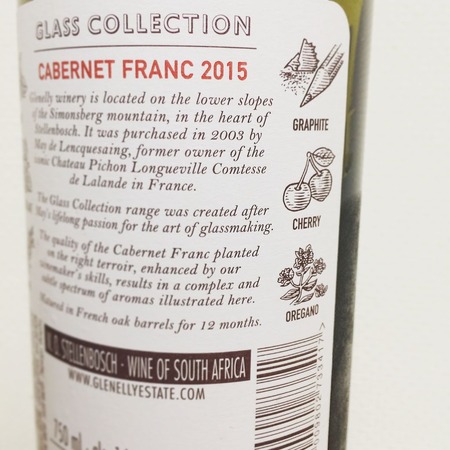 GLASS COLLECTION
CABERNET FRANC 2015
Glenelly winery is located on the lower slopes
of the Simonsberg mountain, in the heart of
Stellenbosch. It was purchased in 2003 by
May de Lencquesaing, former owner of the
iconic Chateau Pichon Longueville Comtesse
de Lalande in France.
The Glass Collection range was created after
May's lifelong passion for the art of glassmaking.
The quality of the Cabernet Franc planted
on the right terroir, enhanced by our
winemaker's skills, results in a complex and
subtle spectrum of aromas illustrated here.
Matured in French oak barrels for 12 months.
GRAPHITE
CHERRY
OREGANO
STELLENBOSCH · WINE OF SOUTH AFRICA
WWW.GLENELLYESTATE.COM
750 ml